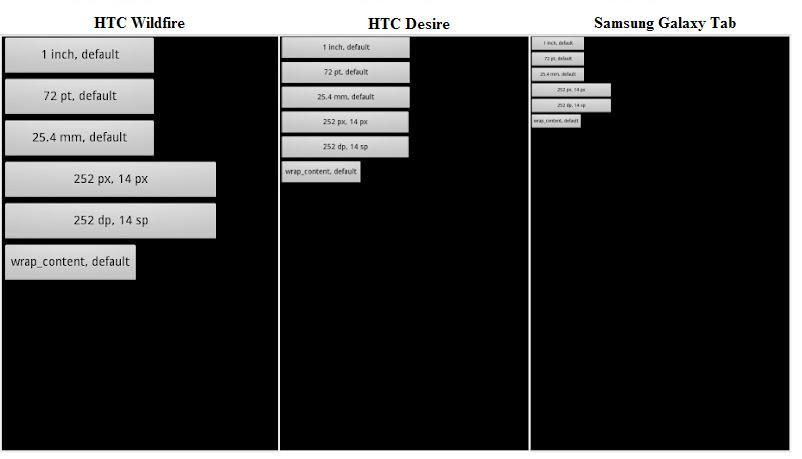 HTC Wildfire
HTC Desire
Samsung Galaxy Tab
1 inch, default
72 pt, default
25.4 mm, default
252 px, 14 px
252 dp, 14 sp
wrap_content, default
1 inch, default
72 pt, default
25.4 mm, default
252 px, 14 px
252 dp, 14 sp
wrap_content, default
1 inch, default
72 pt, default
25.4 mm, default
252 px, 14 px
252 dp, 14 sp
wrap_content, default